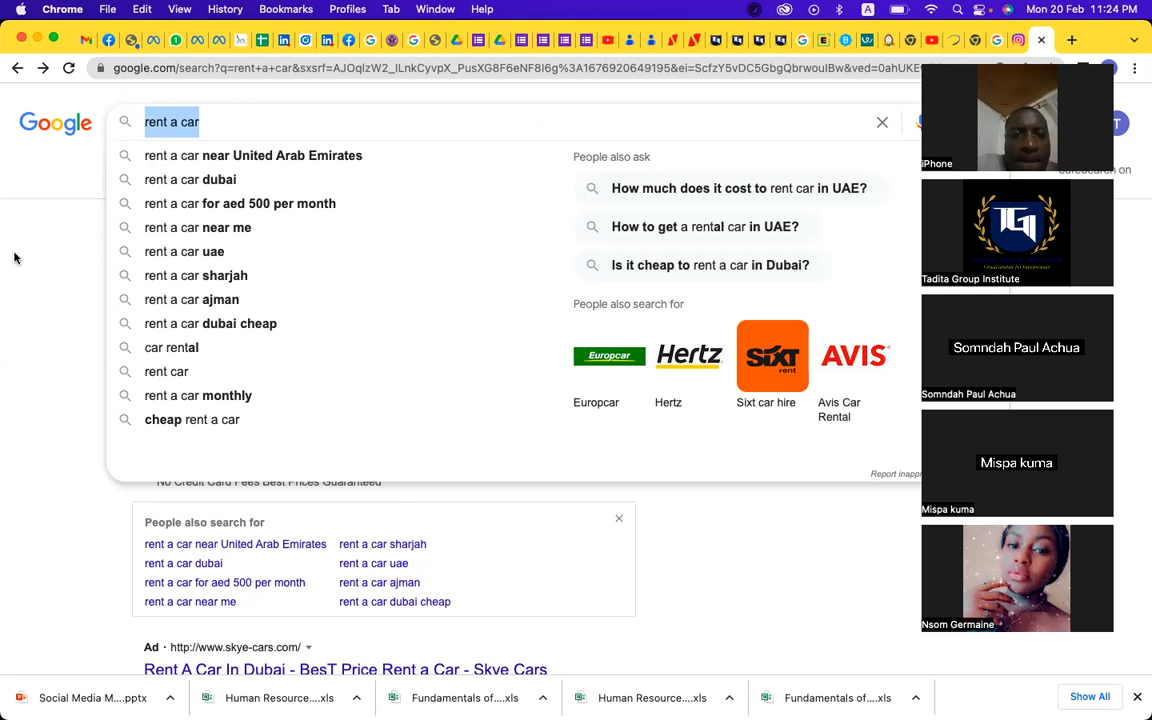 Chrome File Edit View History Bookmarks Profiles Tab Window Help
A Mon 20 Feb 11:24 PM
google.com/search?q=rent+a+car&sxsrf=AJOqlzW2_ILnkCyvpX_PusXG8F6eNF8I6g%3A1676920649195&ei=ScfzY5vDC5GbgQbrwouIBw&ved=0ahUKE
Google
rent a car
T
rent a car near United Arab Emirates
rent a car dubai
rent a car for aed 500 per month
rent a car near me
rent a car uae
rent a car sharjah
rent a car ajman
rent a car dubai cheap
car rental
rent car
rent a car monthly
cheap rent a car
People also ask
How much does it cost to rent car in UAE?
How to get a rental car in UAE?
Is it cheap to rent a car in Dubai?
People also search for
Europcar Hertz SIXT rent AVIS
Europcar Hertz Sixt car hire Avis Car Rental
Report inappr
No Credit Card Fees Best Prices Guaranteed
People also search for
rent a car near United Arab Emirates rent a car sharjah
rent a car dubai rent a car uae
rent a car for aed 500 per month rent a car ajman
rent a car near me rent a car dubai cheap
Ad · http://www.skye-cars.com/
Rent A Car In Dubai - BesT Price Rent a Car - Skye Cars
SafeSearch on
iPhone
TGI
Tadita Group Institute
Somndah Paul Achua
Somndah Paul Achua
Mispa kuma
Mispa kuma
Nsom Germaine
Social Media M....pptx Human Resource....xls Fundamentals of....xls Human Resource....xls Fundamentals of....xls Show All